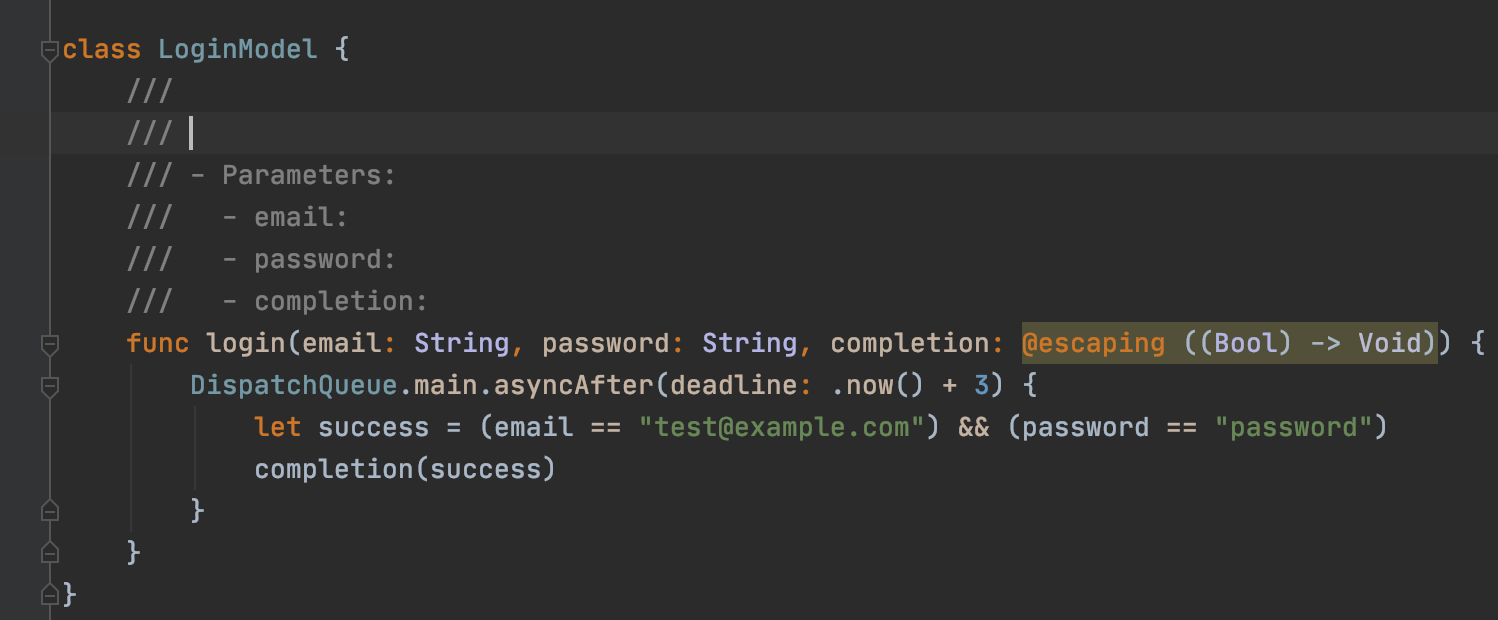 class LoginModel {
    ///
    ///
    /// - Parameters:
    ///   - email:
    ///   - password:
    ///   - completion:
    func login(email: String, password: String, completion: @escaping ((Bool) -> Void)) {
        DispatchQueue.main.asyncAfter(deadline: .now() + 3) {
            let success = (email == "test@example.com") && (password == "password")
            completion(success)
        }
    }
}